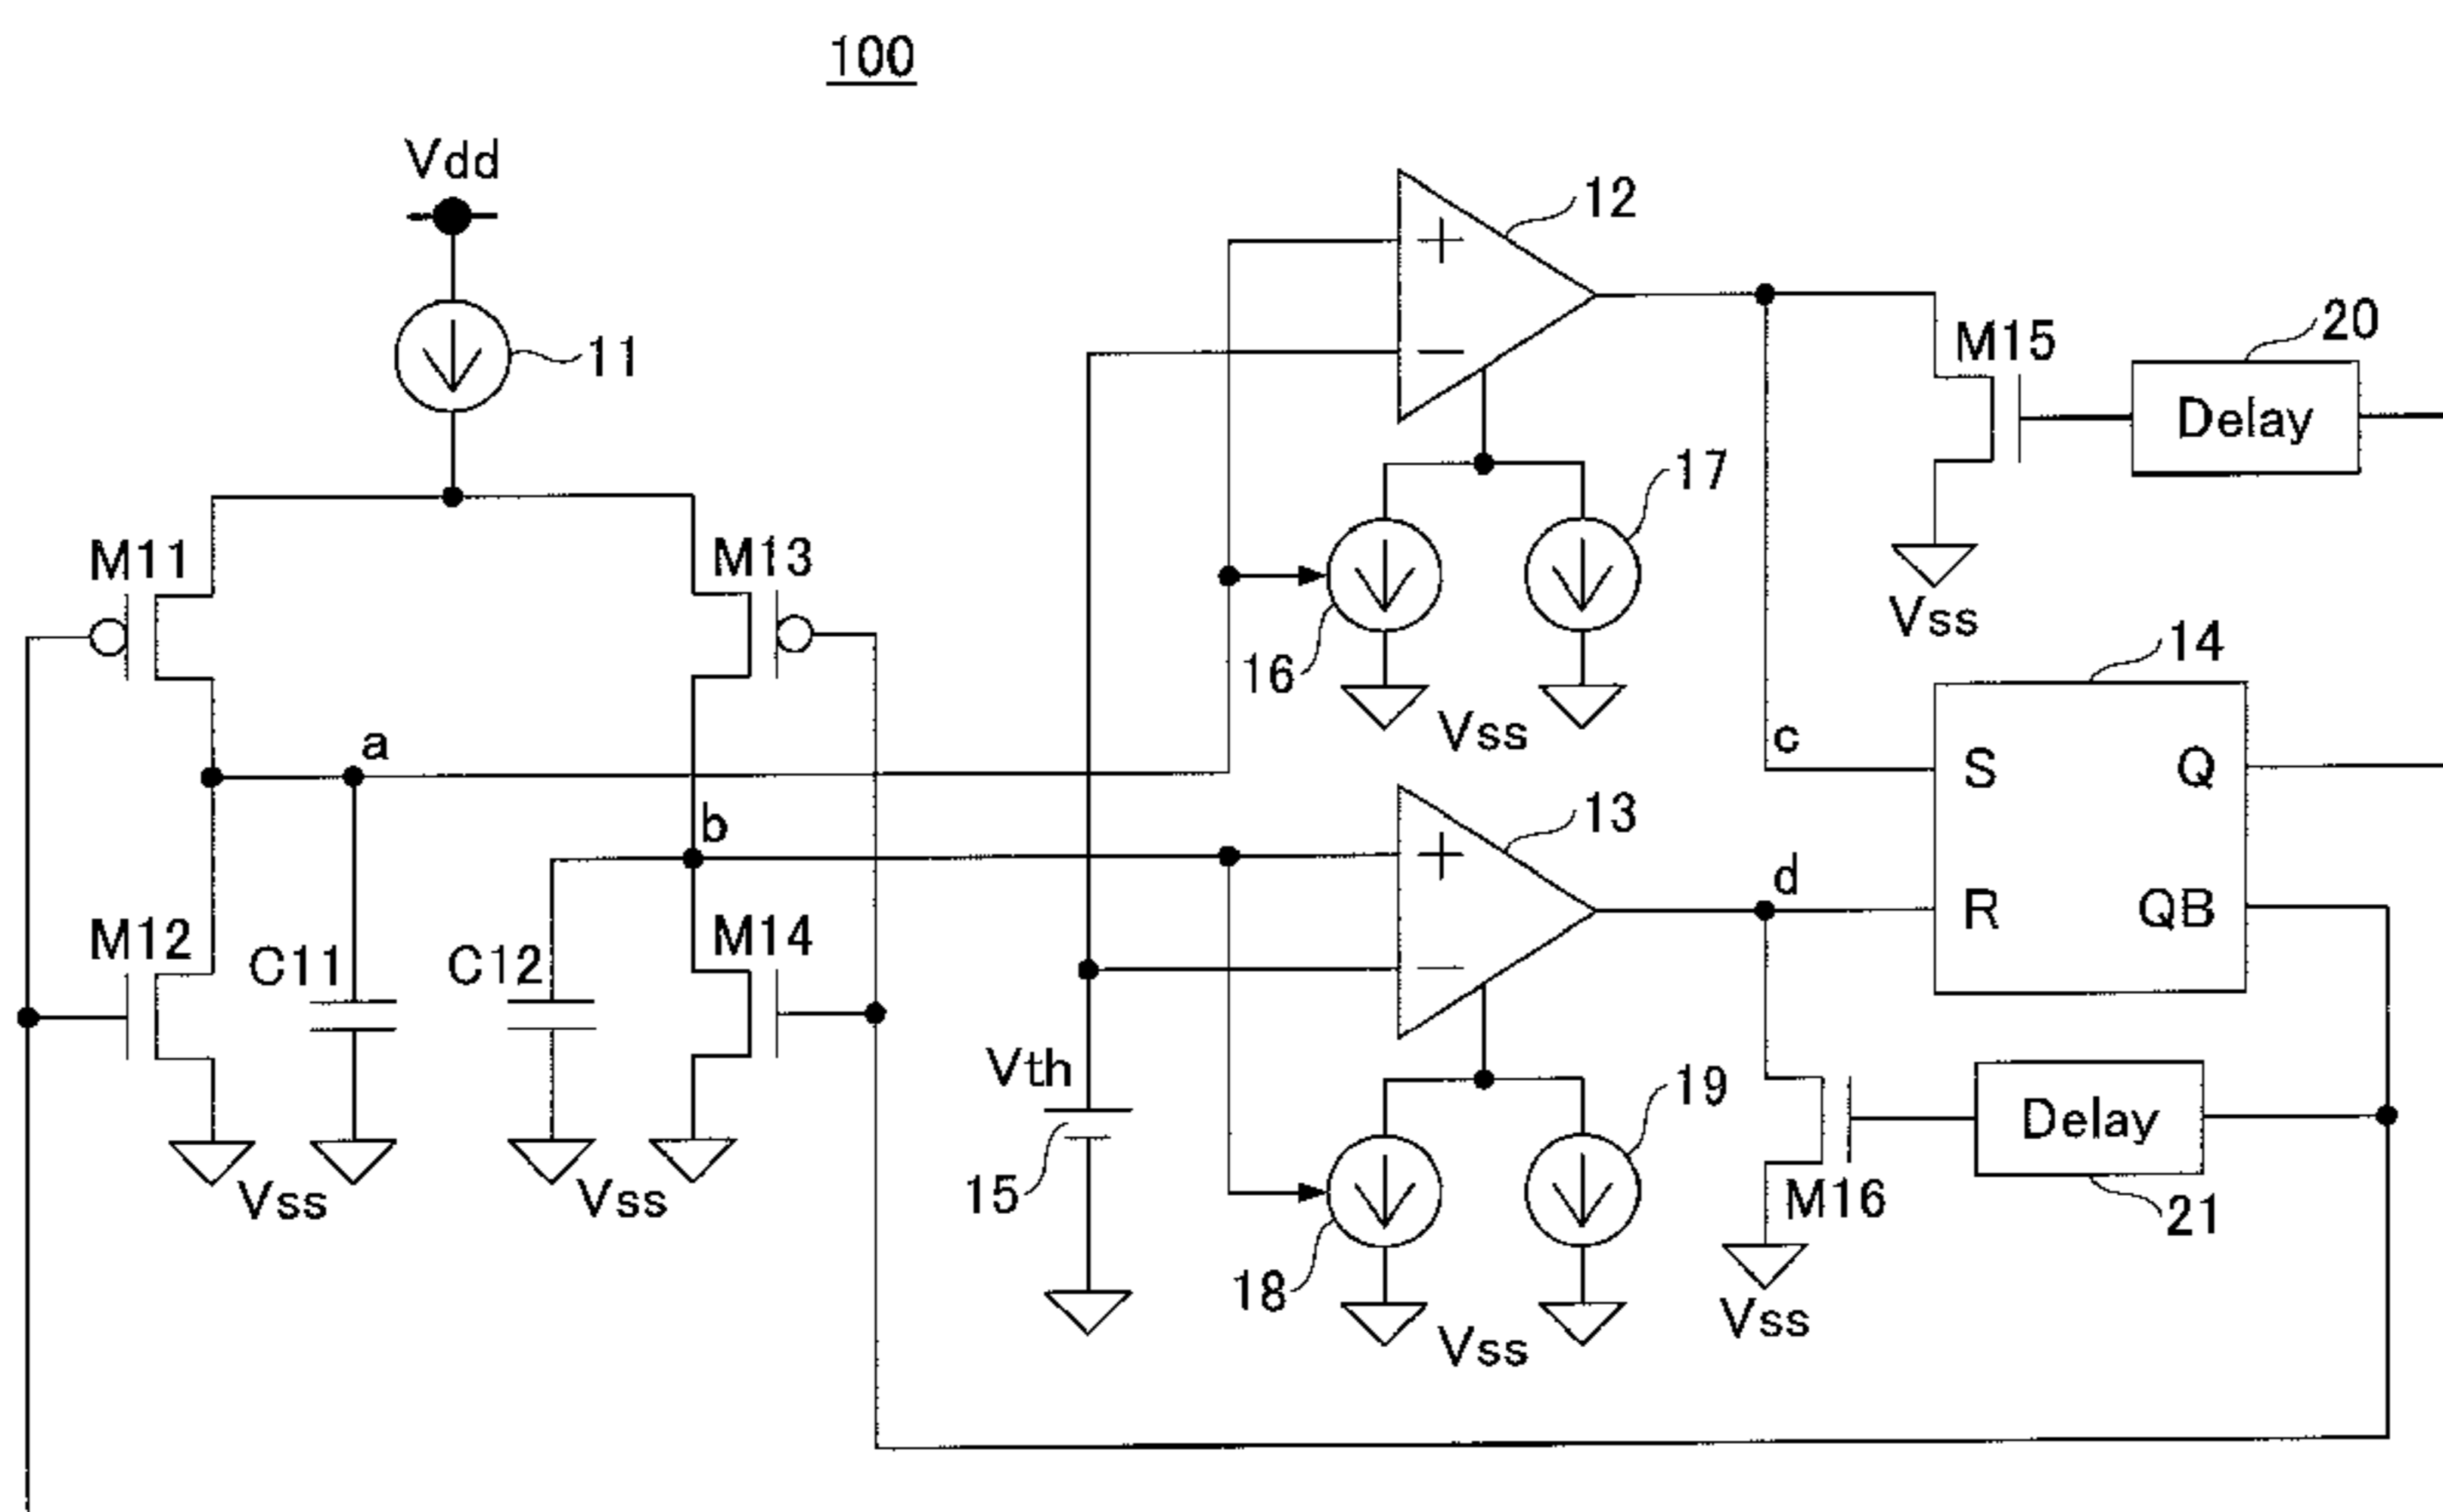 100
Vdd
11
M11
M13
a
b
M12
C11
C12
M14
Vss
Vss
12
+
−
16
17
Vss
13
+
−
Vth
15
18
19
Vss
c
d
M15
20
Delay
Vss
14
S
Q
R
QB
M16
Delay
21
Vss